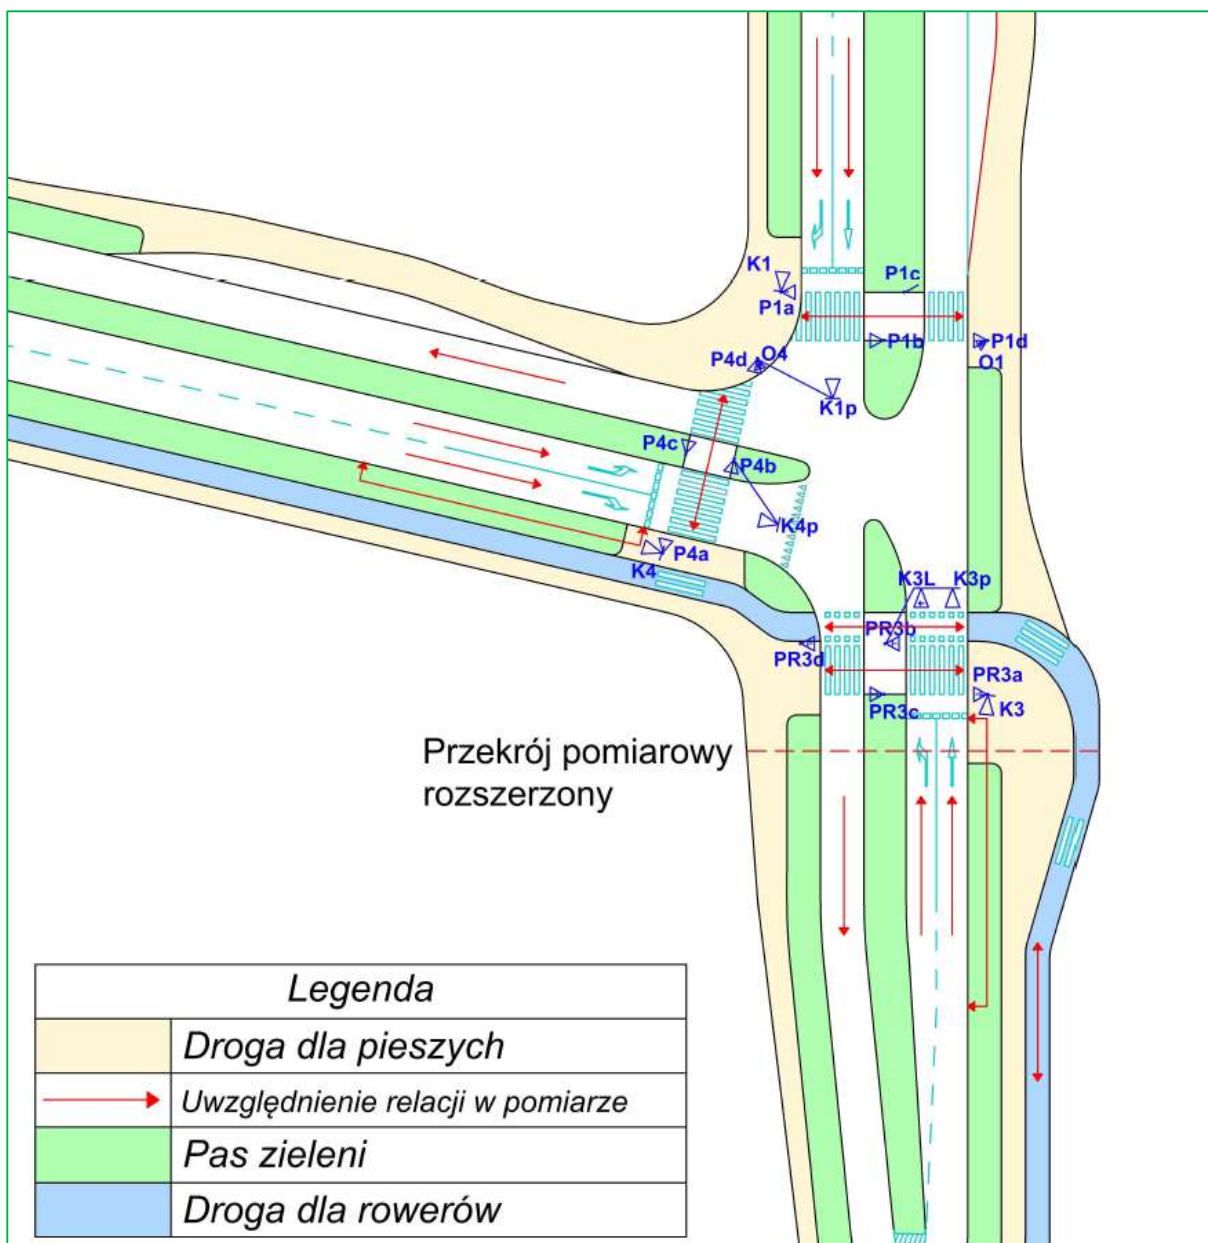 K1
P1c
P1a
P1b
P1d
O4
P4d
O1
K1p
P4c
P4b
K4p
P4a
K4
K3L
K3p
PR3b
PR3d
PR3a
PR3c
K3
Przekrój pomiarowy
rozszerzony
Legenda
Droga dla pieszych
Uwzględnienie relacji w pomiarze
Pas zieleni
Droga dla rowerów